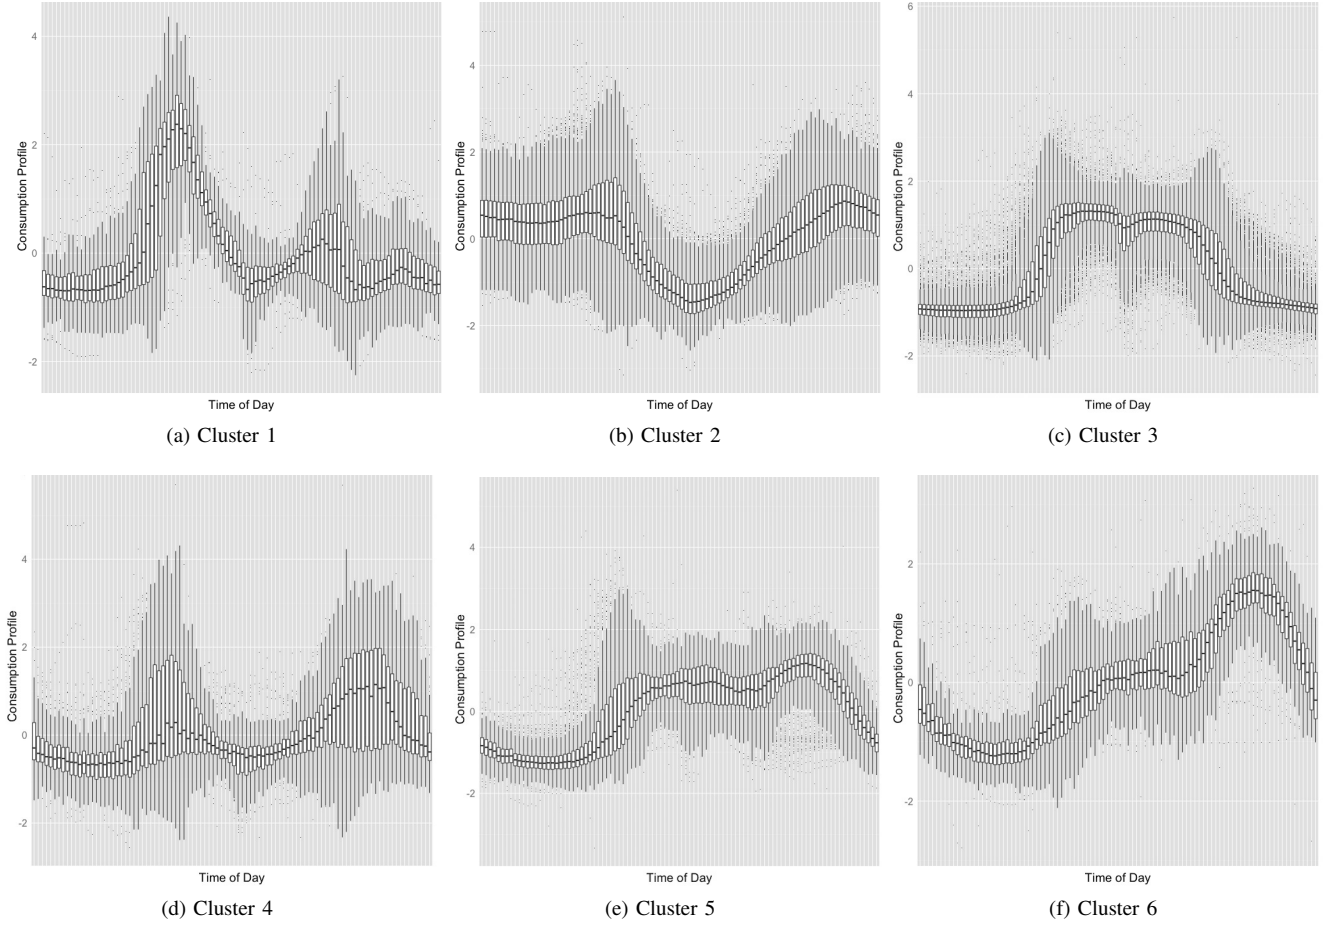 Consumption Profile
4
2
0
-2
Time of Day
(a) Cluster 1
Consumption Profile
4
2
0
-2
Time of Day
(b) Cluster 2
Consumption Profile
6
4
2
0
-2
Time of Day
(c) Cluster 3
Consumption Profile
4
2
0
-2
Time of Day
(d) Cluster 4
Consumption Profile
4
2
0
-2
Time of Day
(e) Cluster 5
Consumption Profile
2
0
-2
Time of Day
(f) Cluster 6